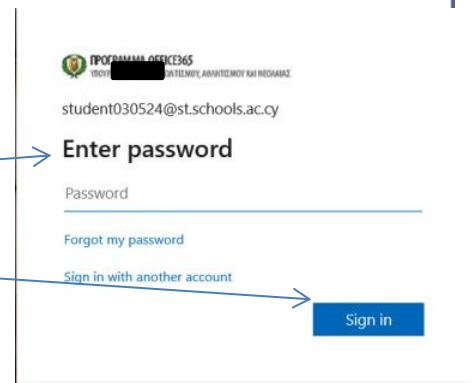 ΠΡΟΓΡΑΜΜΑ OFFICE365
ΑΘΛΗΤΙΣΜΟΥ ΚΑΙ ΝΕΟΛΑΙΑΣ
student030524@st.schools.ac.cy
Enter password
Password
Forgot my password
Sign in with another account
Sign in